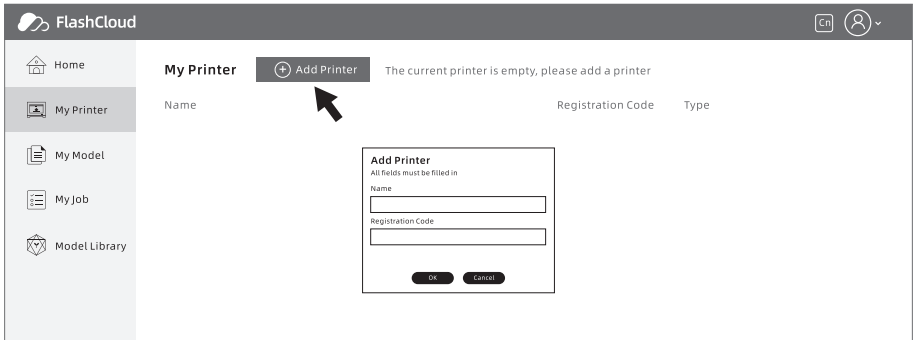 FlashCloud
Cn
Home
My Printer
My Model
My Job
Model Library
My Printer
Add Printer
The current printer is empty, please add a printer
Name
Registration Code
Type
Add Printer
All fields must be filled in
Name
Registration Code
OK
Cancel